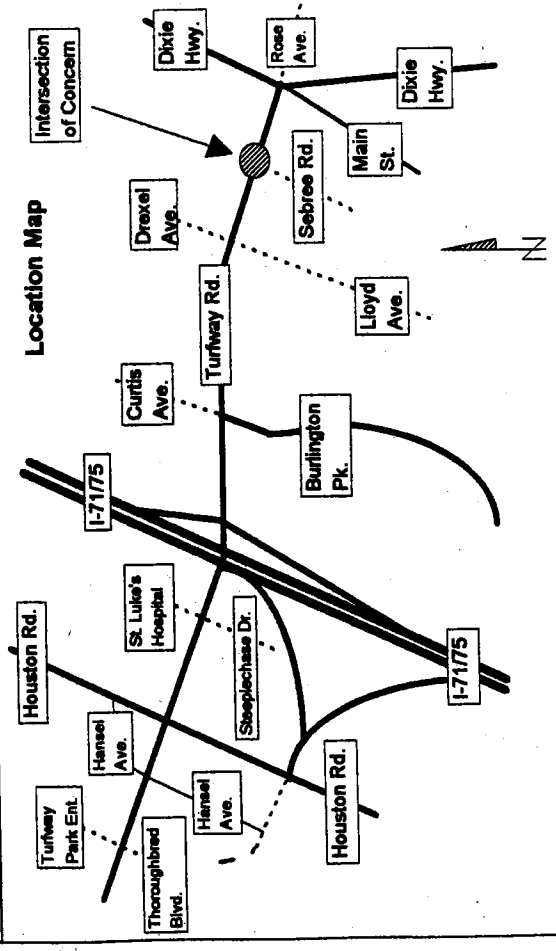 Location Map
Intersection
of Concern
Dixie
Hwy.
Rose
Ave.
Dixie
Hwy.
Main
St.
Sebree Rd.
Drexel
Ave.
Turfway Rd.
Lloyd
Ave.
Curtis
Ave.
Burlington
Pk.
I-71/75
St. Luke's
Hospital
Steeplechase Dr.
I-71/75
Houston Rd.
Hansel
Ave.
Hansel
Ave.
Houston Rd.
Turfway
Park Ent.
Thoroughbred
Blvd.
N